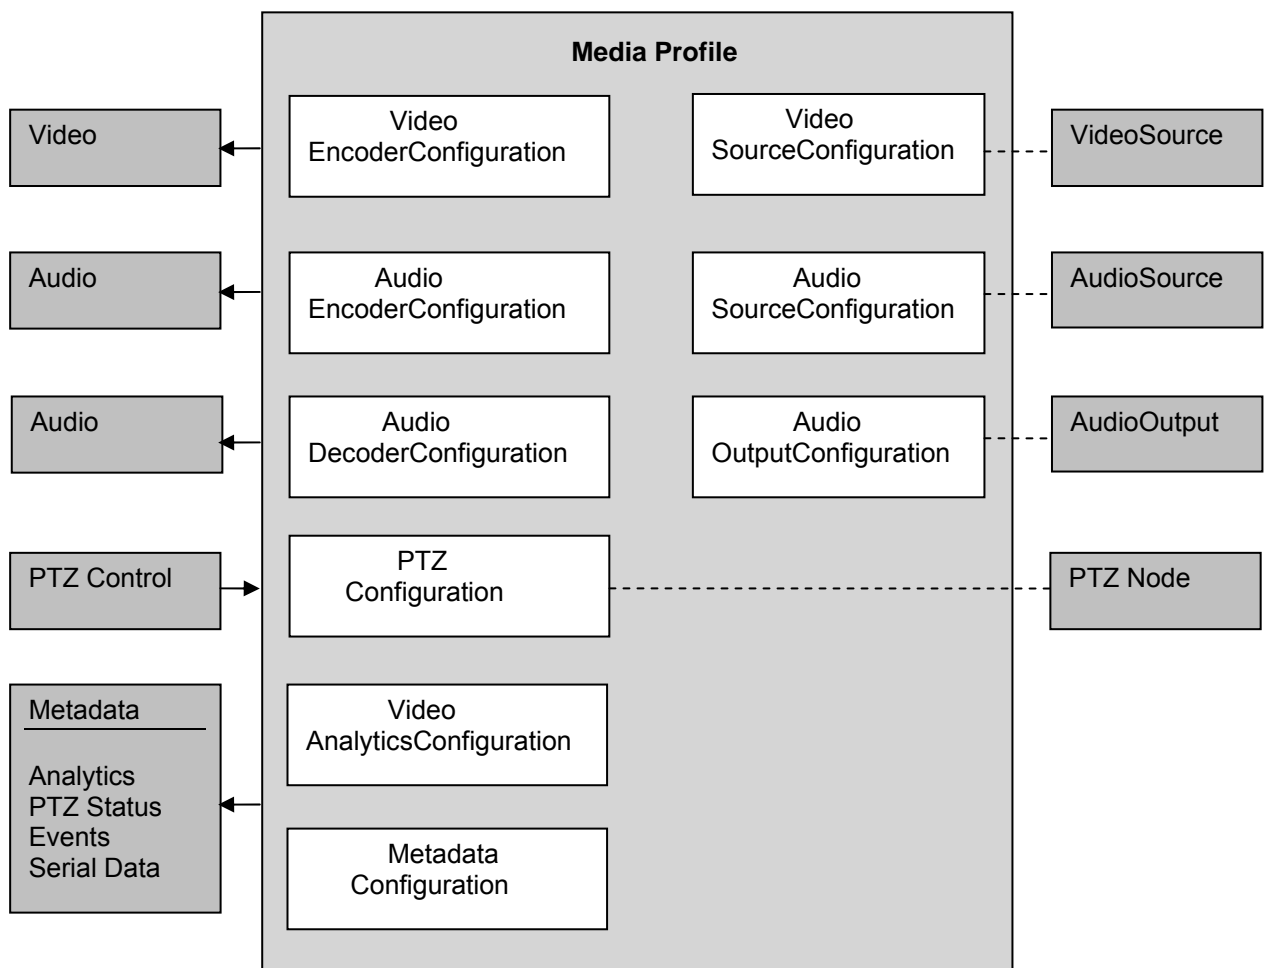 Media Profile
Video
Video
EncoderConfiguration
Video
SourceConfiguration
VideoSource
Audio
Audio
EncoderConfiguration
Audio
SourceConfiguration
AudioSource
Audio
Audio
DecoderConfiguration
Audio
OutputConfiguration
AudioOutput
PTZ Control
PTZ
Configuration
PTZ Node
Metadata
Analytics
PTZ Status
Events
Serial Data
Video
AnalyticsConfiguration
Metadata
Configuration